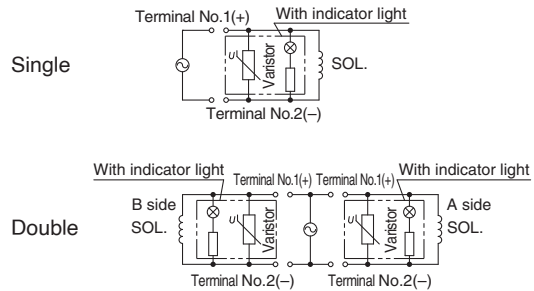 Terminal No.1(+)
With indicator light
Single
U
Varistor
SOL.
Terminal No.2(−)
With indicator light
Terminal No.1(+)
Terminal No.1(+)
With indicator light
Double
B side
SOL.
U
Varistor
U
Varistor
A side
SOL.
Terminal No.2(−)
Terminal No.2(−)